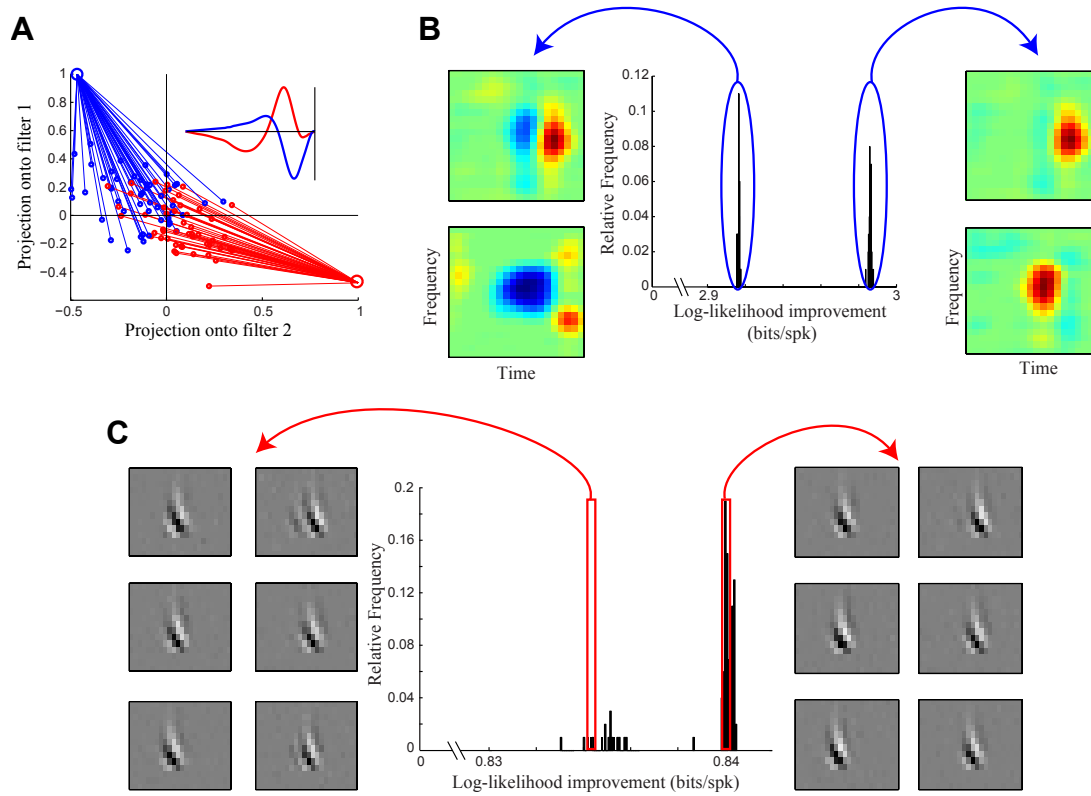 A
1
0.8
0.6
0.4
0.2
0
−0.2
−0.4
−0.5
0
0.5
1
Projection onto filter 1
Projection onto filter 2
B
0.12
0.10
0.08
0.06
0.04
0.02
0
0
2.9
3
Relative Frequency
Log-likelihood improvement
(bits/spk)
Frequency
Time
Frequency
Time
C
0.2
0.16
0.12
0.08
0.04
0
0
0.83
0.84
Relative Frequency
Log-likelihood improvement (bits/spk)